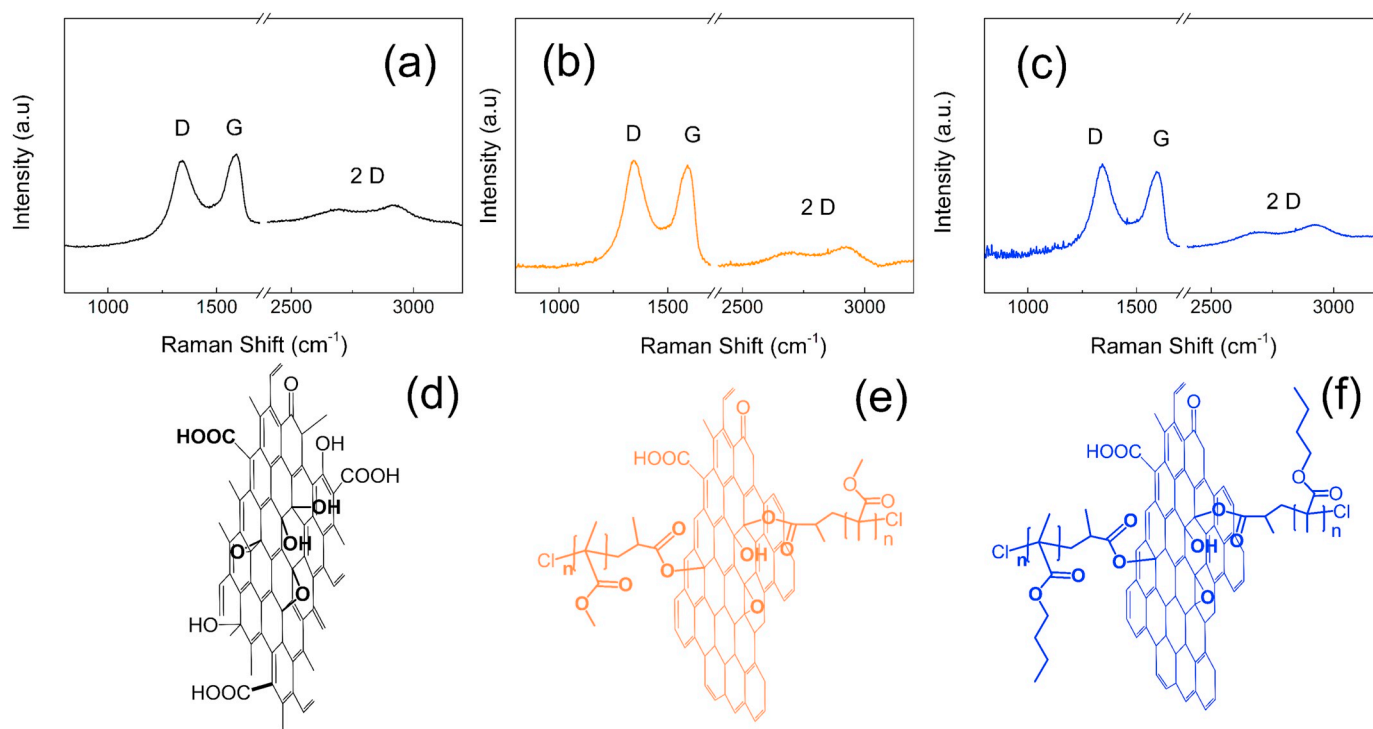 (a)
D
G
2 D
Intensity (a.u)
1000
1500
2500
3000
Raman Shift (cm⁻¹)
(b)
D
G
2 D
Intensity (a.u)
1000
1500
2500
3000
Raman Shift (cm⁻¹)
(c)
D
G
2 D
Intensity (a.u.)
1000
1500
2500
3000
Raman Shift (cm⁻¹)
(d)
O
HOOC
OH
COOH
OH
OH
O
O
HO
HOOC
(e)
O
HOOC
O
O
O
Cl
n
O
OH
O
Cl
n
O
O
O
O
(f)
O
HOOC
O
O
O
Cl
n
O
OH
O
Cl
n
O
O
O
O